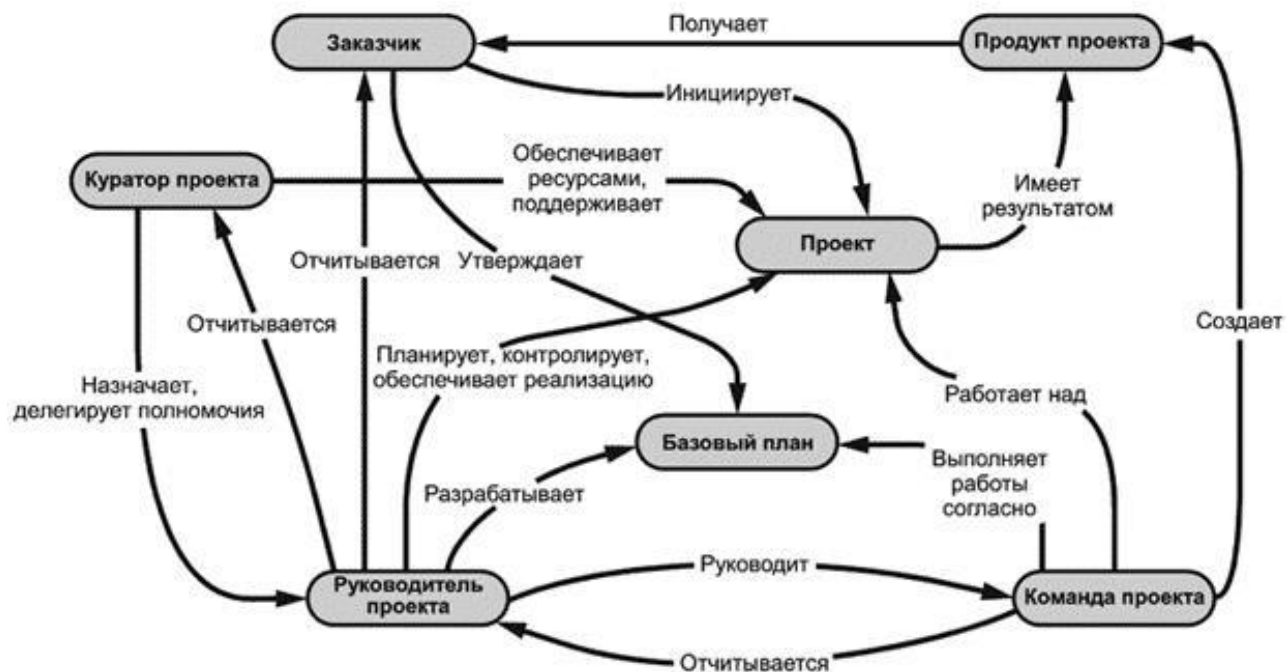 Получает
Заказчик
Продукт проекта
Инициирует
Обеспечивает
ресурсами,
поддерживает
Куратор проекта
Имеет
результатом
Проект
Отчитывается
Утверждает
Отчитывается
Создает
Планирует, контролирует,
обеспечивает реализацию
Назначает,
делегирует полномочия
Работает над
Базовый план
Выполняет
работы
согласно
Разрабатывает
Руководит
Руководитель
проекта
Команда проекта
Отчитывается